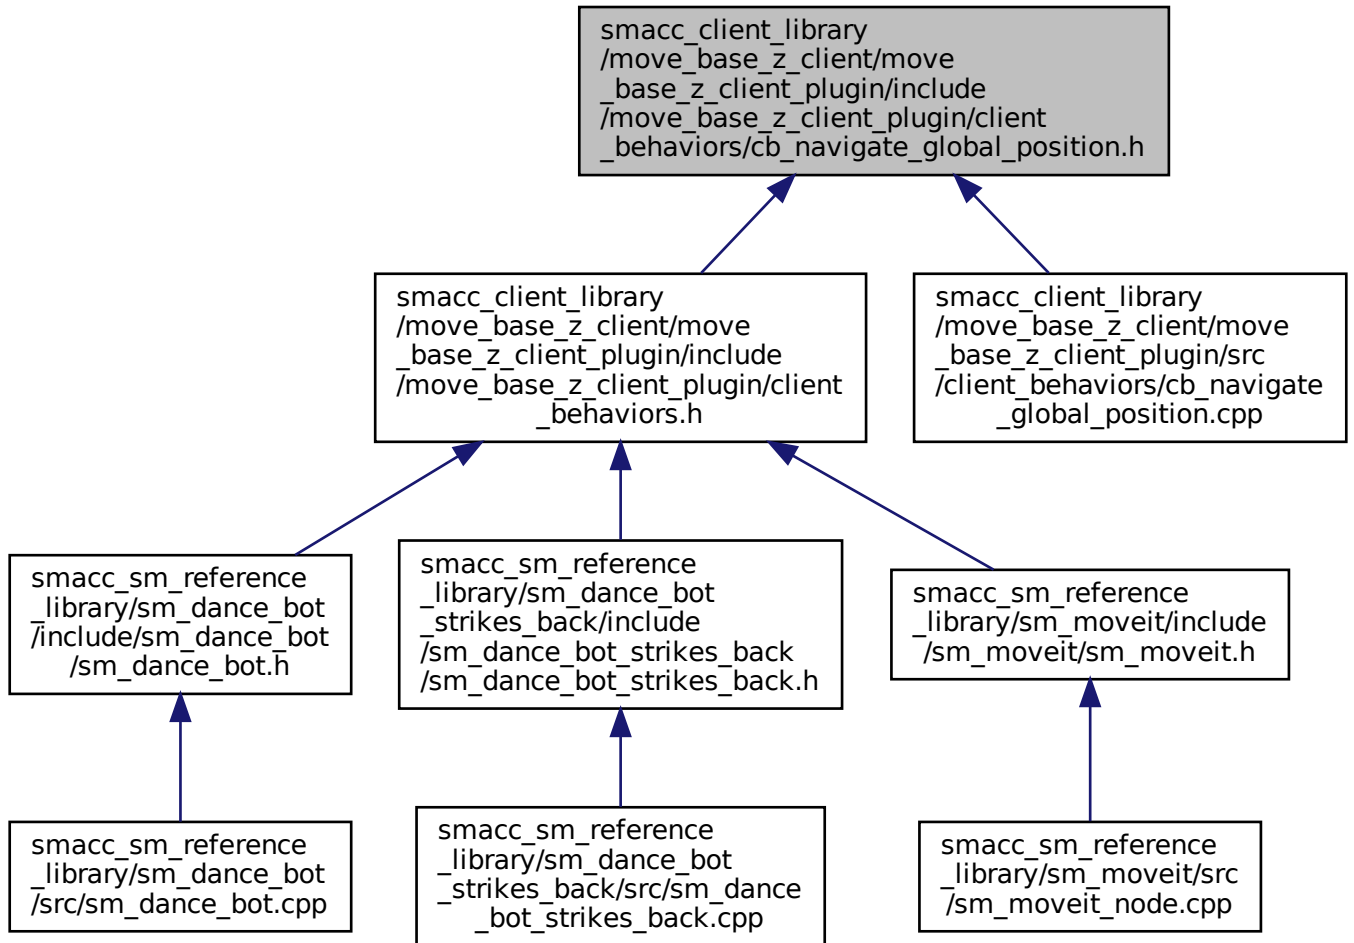 smacc_client_library
/move_base_z_client/move
_base_z_client_plugin/include
/move_base_z_client_plugin/client
_behaviors/cb_navigate_global_position.h
smacc_client_library
/move_base_z_client/move
_base_z_client_plugin/include
/move_base_z_client_plugin/client
_behaviors.h
smacc_client_library
/move_base_z_client/move
_base_z_client_plugin/src
/client_behaviors/cb_navigate
_global_position.cpp
smacc_sm_reference
_library/sm_dance_bot
/include/sm_dance_bot
/sm_dance_bot.h
smacc_sm_reference
_library/sm_dance_bot
_strikes_back/include
/sm_dance_bot_strikes_back
/sm_dance_bot_strikes_back.h
smacc_sm_reference
_library/sm_moveit/include
/sm_moveit/sm_moveit.h
smacc_sm_reference
_library/sm_dance_bot
/src/sm_dance_bot.cpp
smacc_sm_reference
_library/sm_dance_bot
_strikes_back/src/sm_dance
_bot_strikes_back.cpp
smacc_sm_reference
_library/sm_moveit/src
/sm_moveit_node.cpp